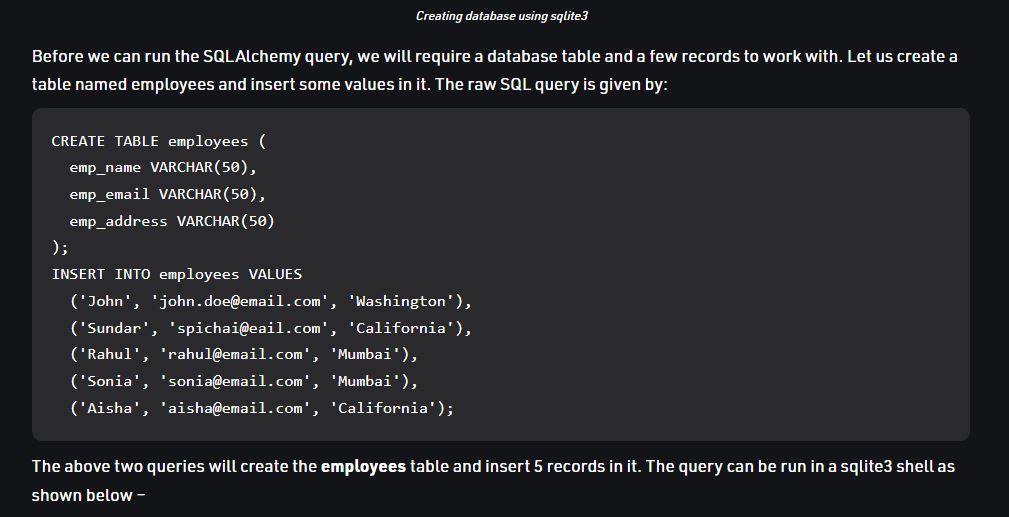 Creating database using sqlite3
Before we can run the SQLAlchemy query, we will require a database table and a few records to work with. Let us create a
table named employees and insert some values in it. The raw SQL query is given by:
CREATE TABLE employees (
  emp_name VARCHAR(50),
  emp_email VARCHAR(50),
  emp_address VARCHAR(50)
);
INSERT INTO employees VALUES
  ('John', 'john.doe@email.com', 'Washington'),
  ('Sundar', 'spichai@eail.com', 'California'),
  ('Rahul', 'rahul@email.com', 'Mumbai'),
  ('Sonia', 'sonia@email.com', 'Mumbai'),
  ('Aisha', 'aisha@email.com', 'California');
The above two queries will create the employees table and insert 5 records in it. The query can be run in a sqlite3 shell as
shown below −